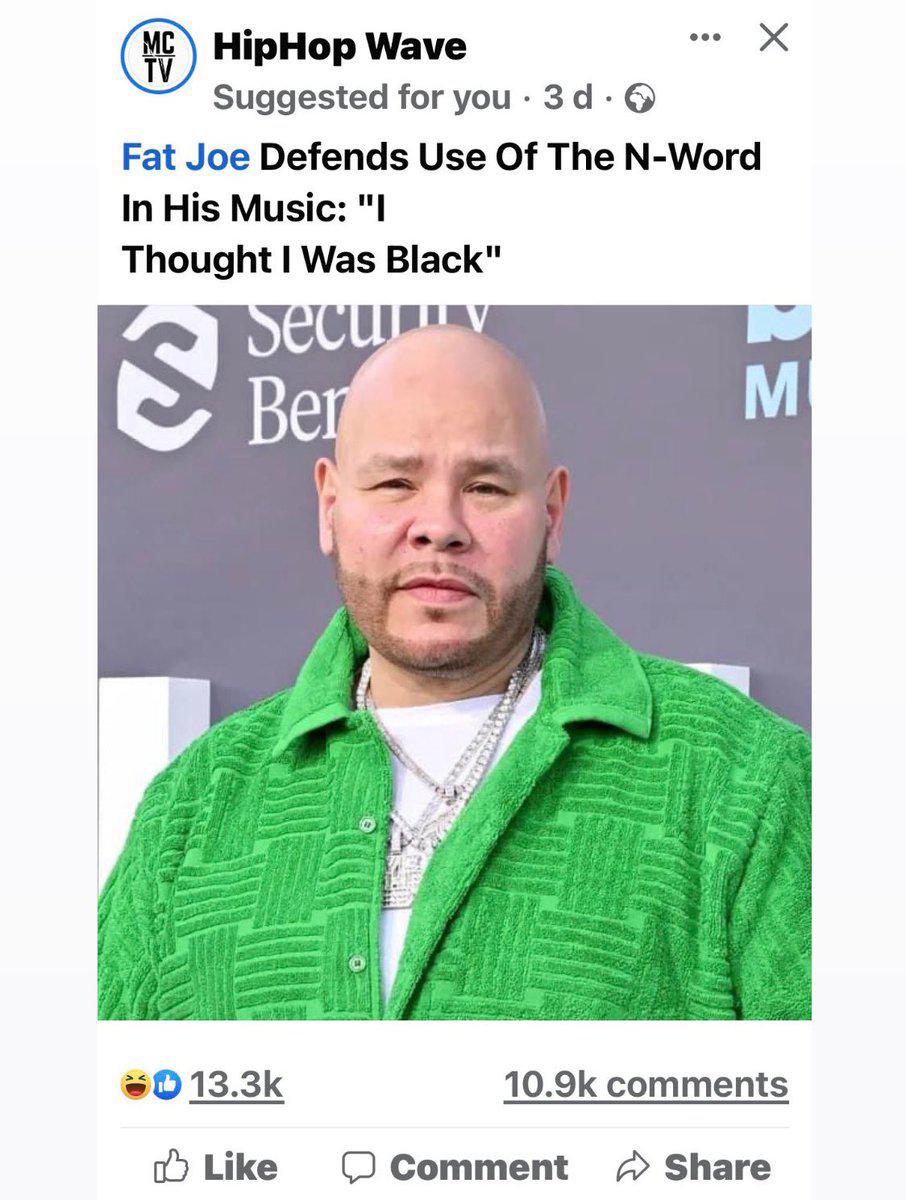 MC
TV
HipHop Wave
Suggested for you · 3 d ·
Fat Joe Defends Use Of The N-Word
In His Music: "I
Thought I Was Black"
Security
Ben
M
13.3k
10.9k comments
Like
Comment
Share